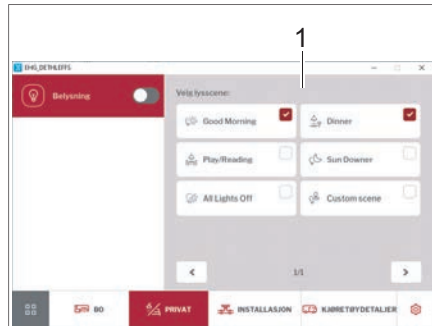 1
EHG_DETHLEFFS
Belysning
Velg lysscene:
Good Morning
Dinner
Play/Reading
Sun Downer
All Lights Off
Custom scene
1/1
BO
PRIVAT
INSTALLASJON
KJØRETØYDETALJER